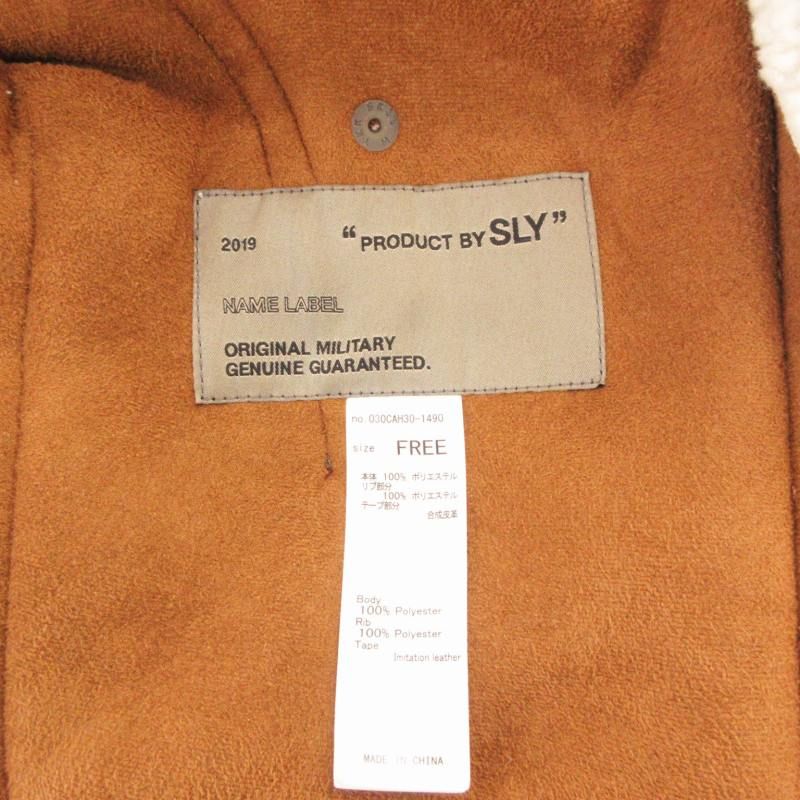 2019 “PRODUCT BY SLY”
NAME LABEL
ORIGINAL MILITARY
GENUINE GUARANTEED.
no. 030CAH30-1490
size FREE
本体 100% ポリエステル
リブ部分
100% ポリエステル
テープ部分
合成皮革
Body
100% Polyester
Rib
100% Polyester
Tape
Imitation leather
MADE IN CHINA